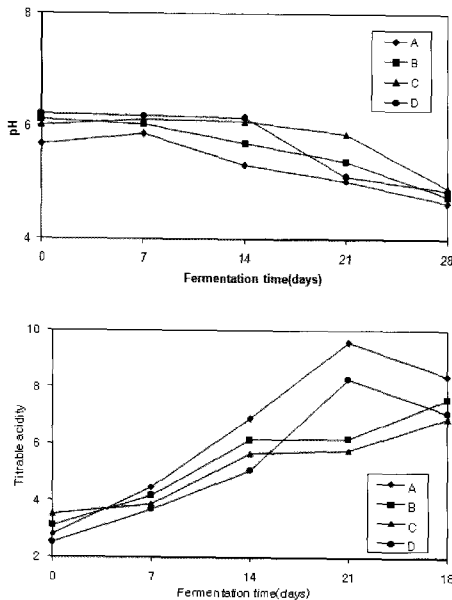 8
A
B
C
D
6
pH
4
0 7 14 21 28
Fermentation time(days)
10
8
6
Titrable acidity
4
A
B
C
D
2
0 7 14 21 18
Fermentation time(days)